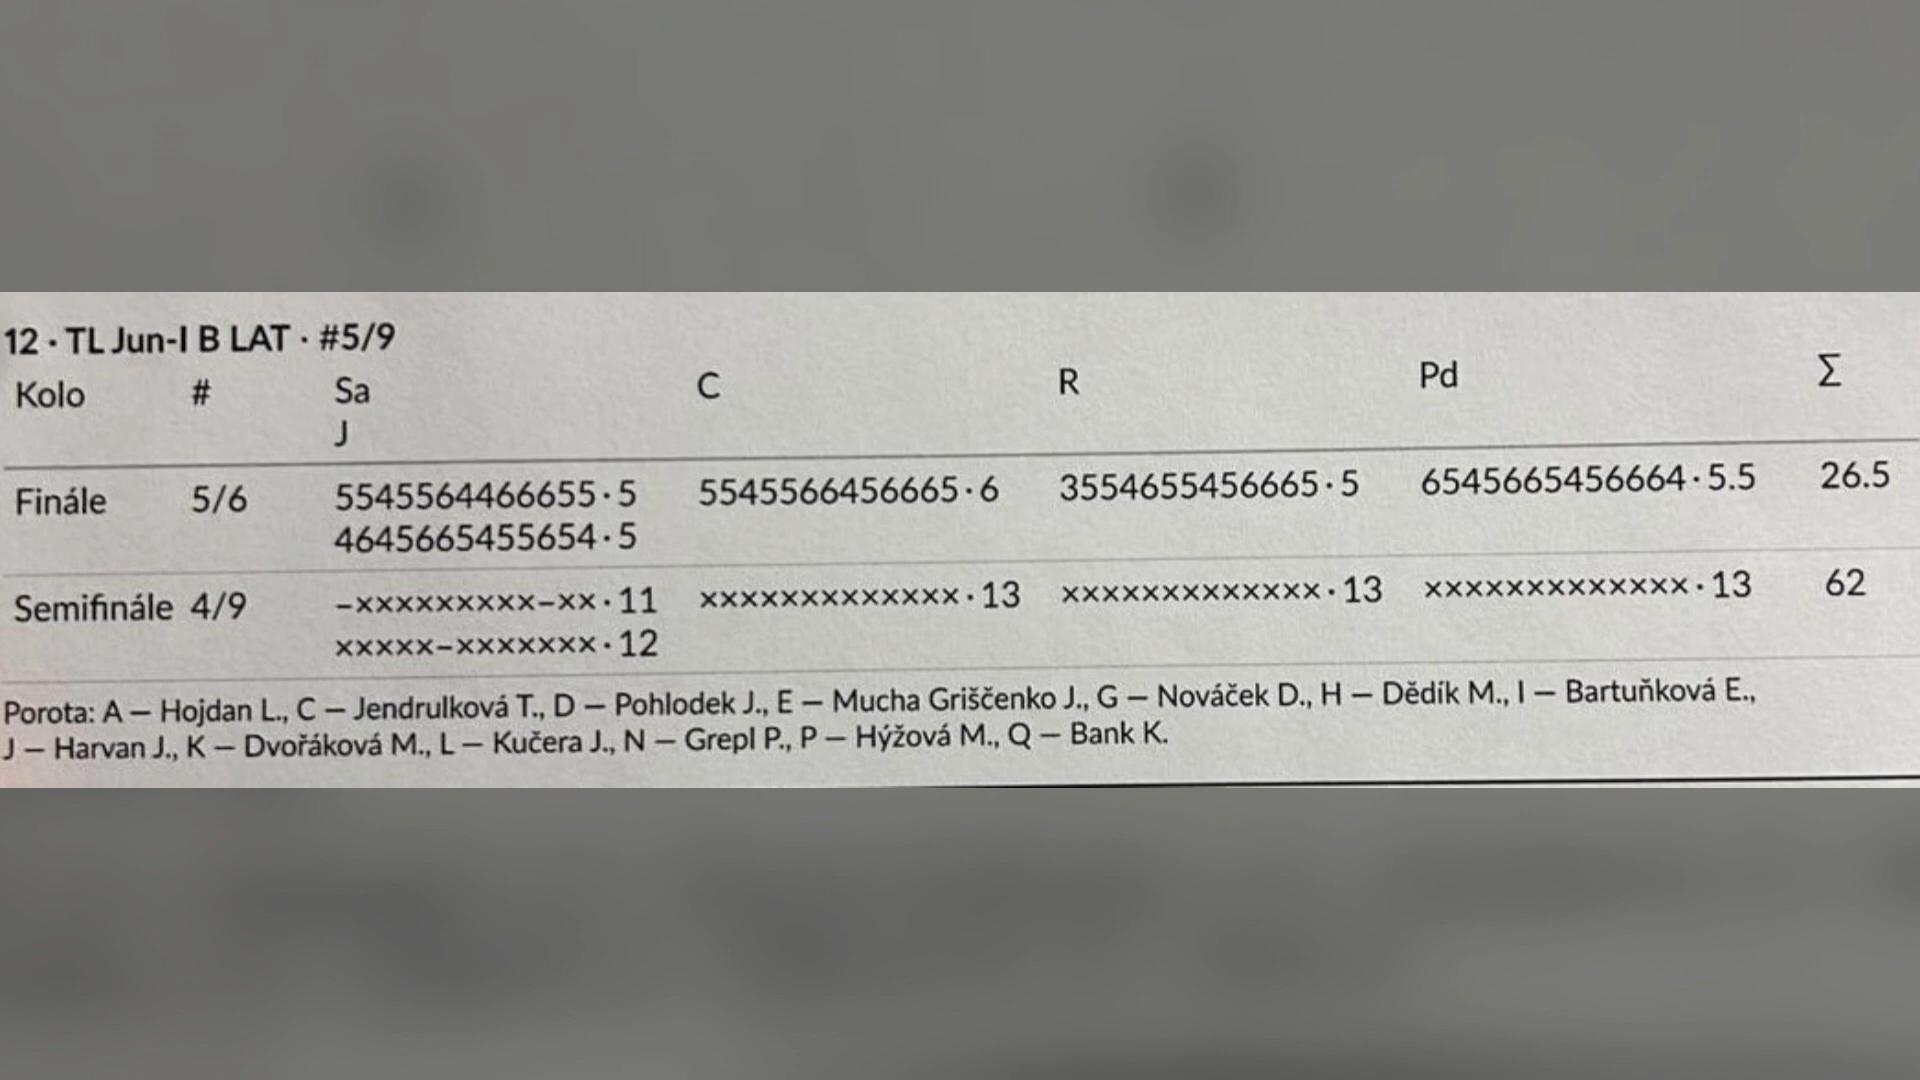 12 · TL Jun-I B LAT · #5/9
Kolo # Sa C R Pd Σ
J
Finále 5/6 5545564466655 · 5 5545566456665 · 6 3554655456665 · 5 6545665456664 · 5.5 26.5
4645665455654 · 5
Semifinále 4/9 –xxxxxxxxx–xx · 11 xxxxxxxxxxxxx · 13 xxxxxxxxxxxxx · 13 xxxxxxxxxxxxx · 13 62
xxxxx–xxxxxxx · 12
Porota: A — Hojdan L., C — Jendrulková T., D — Pohlodek J., E — Mucha Griščenko J., G — Nováček D., H — Dědík M., I — Bartuňková E.,
J — Harvan J., K — Dvořáková M., L — Kučera J., N — Grepl P., P — Hýžová M., Q — Bank K.